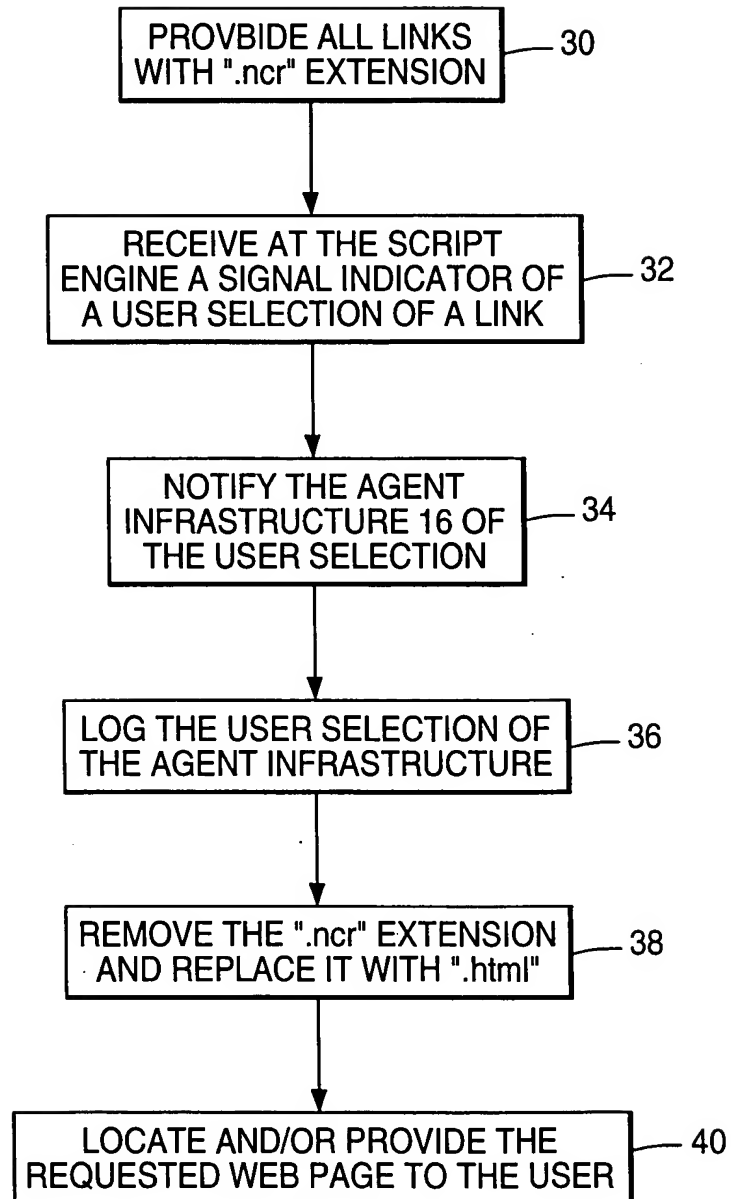 PROVBIDE ALL LINKS
WITH ".ncr" EXTENSION
30
RECEIVE AT THE SCRIPT
ENGINE A SIGNAL INDICATOR OF
A USER SELECTION OF A LINK
32
NOTIFY THE AGENT
INFRASTRUCTURE 16 OF
THE USER SELECTION
34
LOG THE USER SELECTION OF
THE AGENT INFRASTRUCTURE
36
REMOVE THE ".ncr" EXTENSION
AND REPLACE IT WITH ".html"
38
LOCATE AND/OR PROVIDE THE
REQUESTED WEB PAGE TO THE USER
40